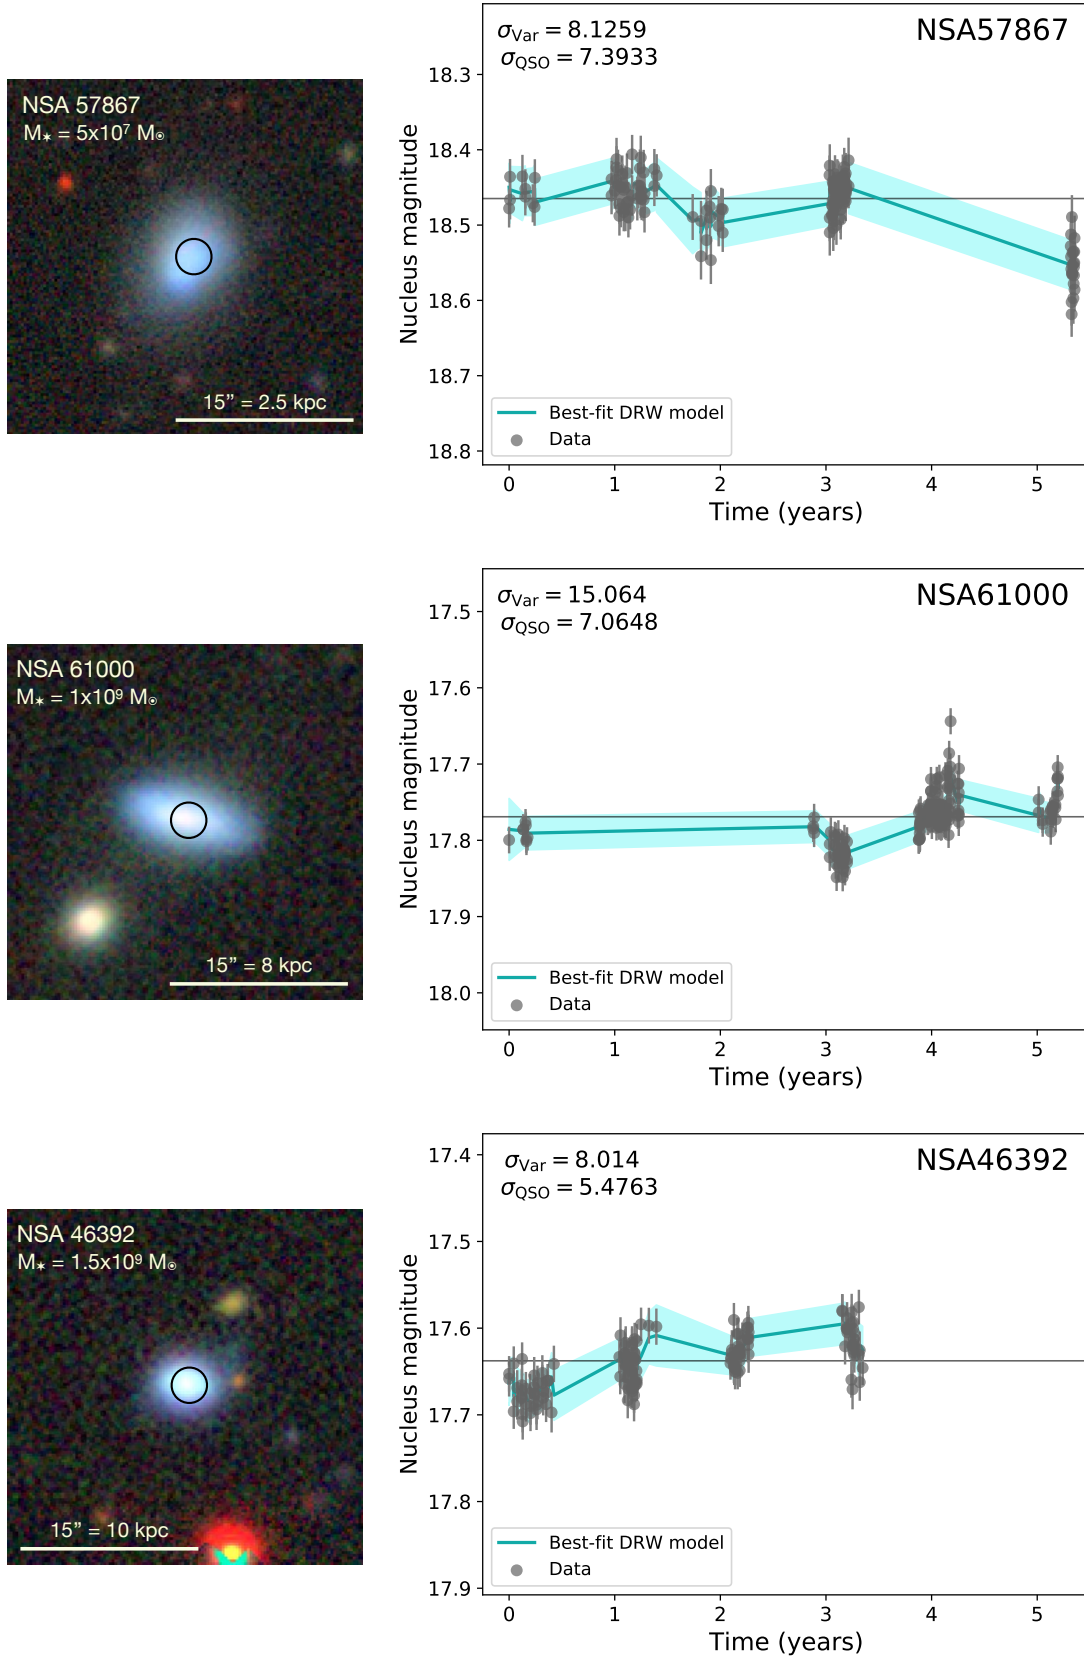 NSA 57867
M★ = 5x10⁷ M☉
15” = 2.5 kpc
σVar = 8.1259
σQSO = 7.3933
NSA57867
Nucleus magnitude
18.3
18.4
18.5
18.6
18.7
18.8
Best-fit DRW model
Data
0 1 2 3 4 5
Time (years)
NSA 61000
M★ = 1x10⁹ M☉
15” = 8 kpc
σVar = 15.064
σQSO = 7.0648
NSA61000
Nucleus magnitude
17.5
17.6
17.7
17.8
17.9
18.0
Best-fit DRW model
Data
0 1 2 3 4 5
Time (years)
NSA 46392
M★ = 1.5x10⁹ M☉
15” = 10 kpc
σVar = 8.014
σQSO = 5.4763
NSA46392
Nucleus magnitude
17.4
17.5
17.6
17.7
17.8
17.9
Best-fit DRW model
Data
0 1 2 3 4 5
Time (years)